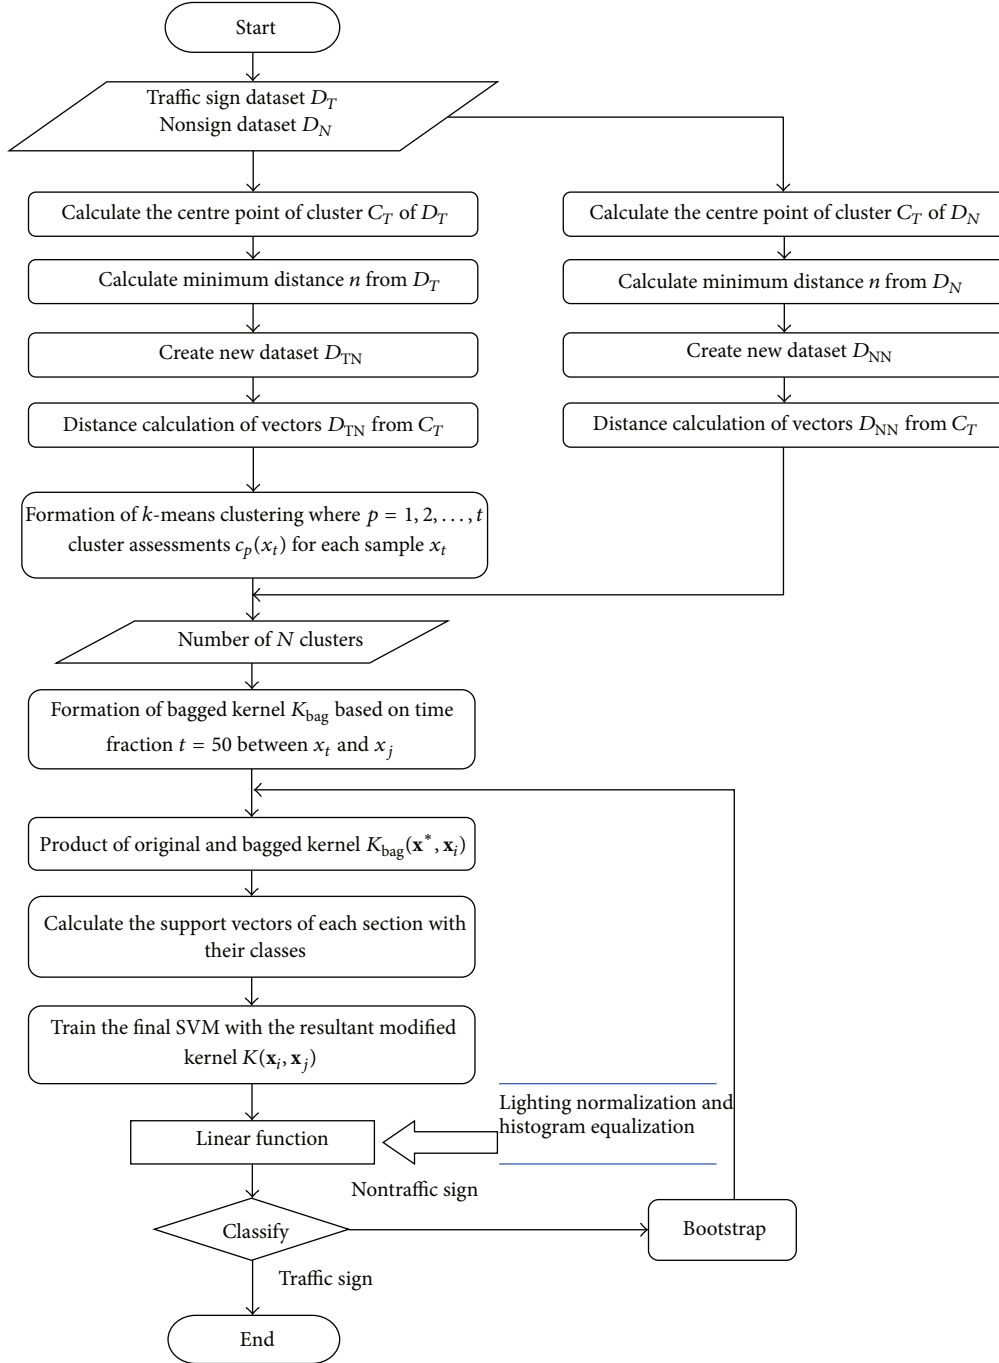 Start
Traffic sign dataset D_T
Nonsign dataset D_N
Calculate the centre point of cluster C_T of D_T
Calculate the centre point of cluster C_T of D_N
Calculate minimum distance n from D_T
Calculate minimum distance n from D_N
Create new dataset D_TN
Create new dataset D_NN
Distance calculation of vectors D_TN from C_T
Distance calculation of vectors D_NN from C_T
Formation of k-means clustering where p = 1, 2, . . . , t
cluster assessments c_p(x_t) for each sample x_t
Number of N clusters
Formation of bagged kernel K_bag based on time
fraction t = 50 between x_t and x_j
Product of original and bagged kernel K_bag(x*, x_i)
Calculate the support vectors of each section with
their classes
Train the final SVM with the resultant modified
kernel K(x_i, x_j)
Lighting normalization and
histogram equalization
Linear function
Nontraffic sign
Classify
Bootstrap
Traffic sign
End